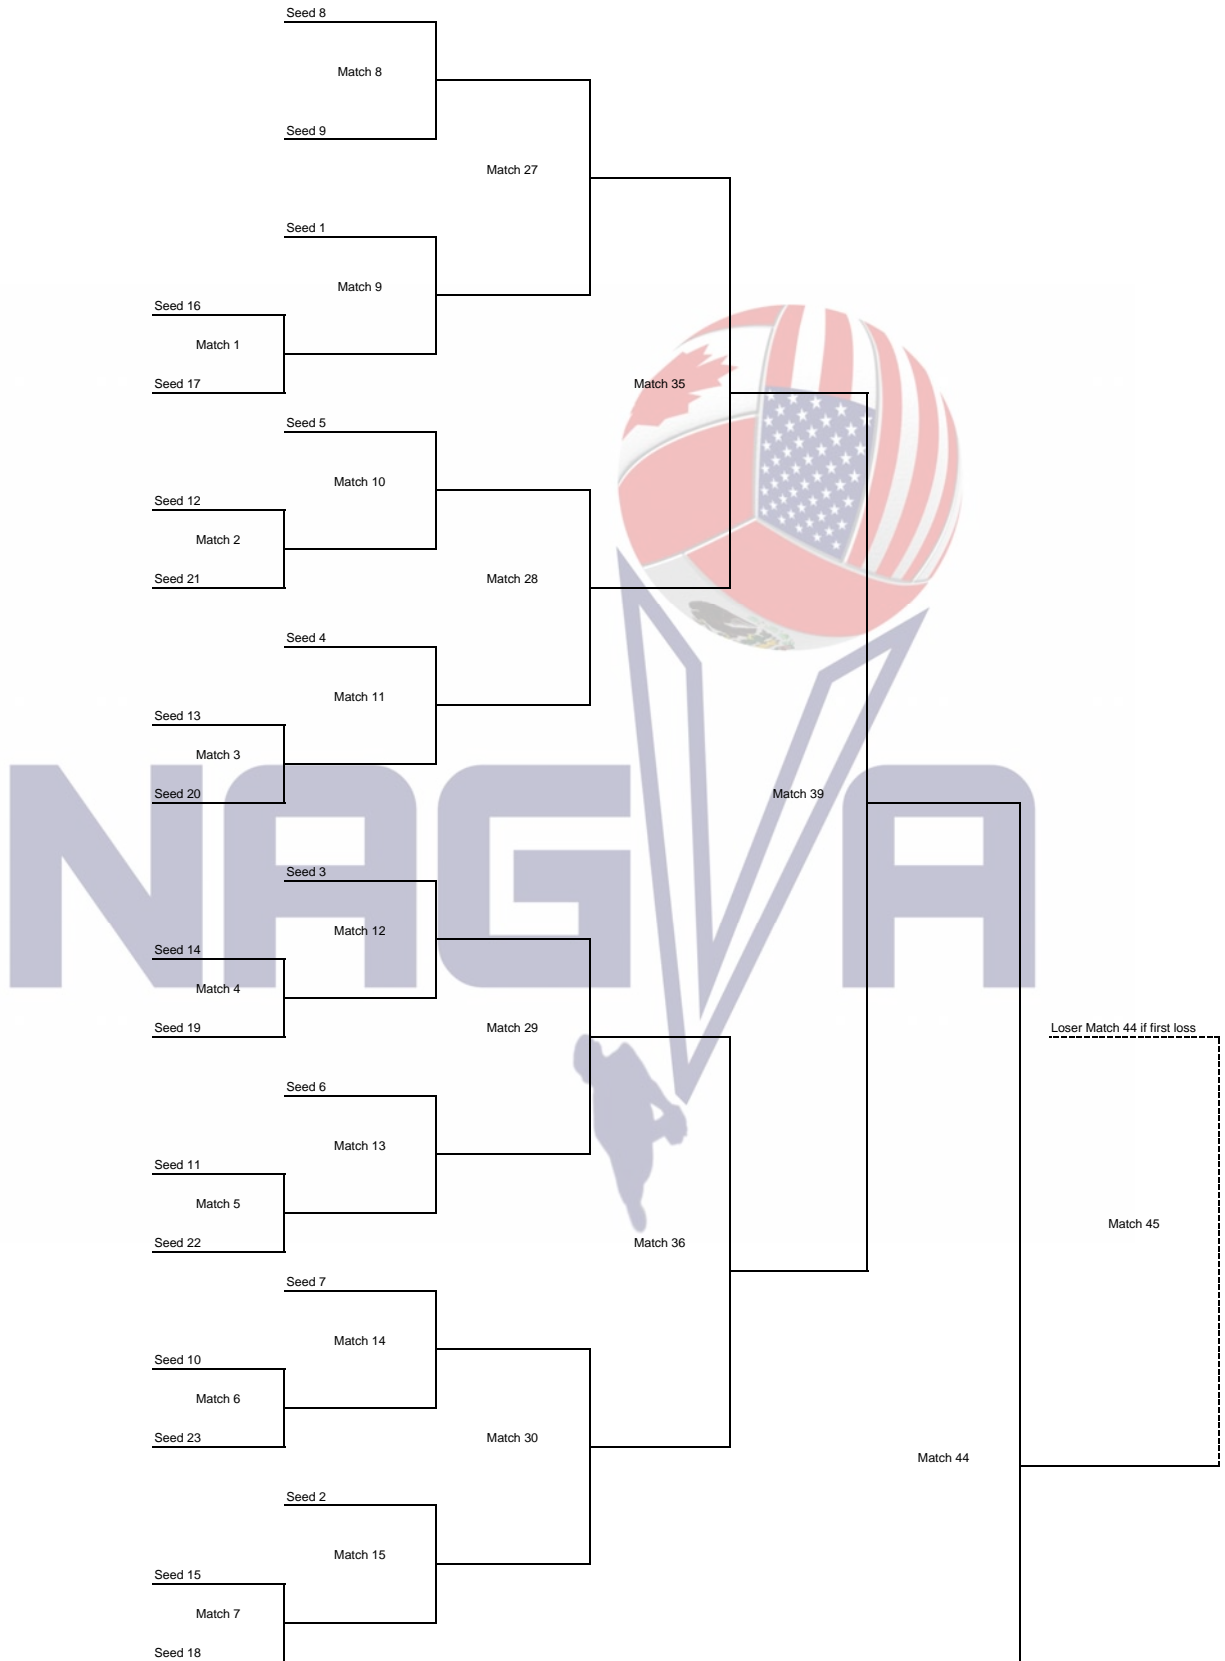 Seed 8
Match 8
Seed 9
Match 27
Seed 1
Match 9
Seed 16
Match 1
Seed 17
Match 35
Seed 5
Match 10
Seed 12
Match 2
Seed 21
Match 28
Seed 4
Match 11
Seed 13
Match 3
Seed 20
Match 39
NAGVA
Seed 3
Match 12
Seed 14
Match 4
Seed 19
Match 29
Loser Match 44 if first loss
Seed 6
Match 13
Seed 11
Match 5
Seed 22
Match 36
Match 45
Seed 7
Match 14
Seed 10
Match 6
Seed 23
Match 30
Match 44
Seed 2
Match 15
Seed 15
Match 7
Seed 18